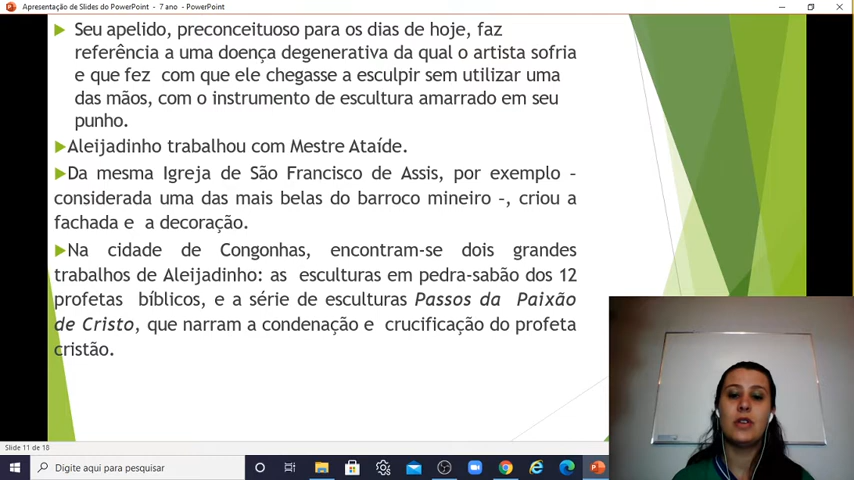 Apresentação de Slides do PowerPoint - 7 ano - PowerPoint
Seu apelido, preconceituoso para os dias de hoje, faz
referência a uma doença degenerativa da qual o artista sofria
e que fez com que ele chegasse a esculpir sem utilizar uma
das mãos, com o instrumento de escultura amarrado em seu
punho.
Aleijadinho trabalhou com Mestre Ataíde.
Da mesma Igreja de São Francisco de Assis, por exemplo –
considerada uma das mais belas do barroco mineiro –, criou a
fachada e a decoração.
Na cidade de Congonhas, encontram-se dois grandes
trabalhos de Aleijadinho: as esculturas em pedra-sabão dos 12
profetas bíblicos, e a série de esculturas Passos da Paixão
de Cristo, que narram a condenação e crucificação do profeta
cristão.
Slide 11 de 18
Digite aqui para pesquisar